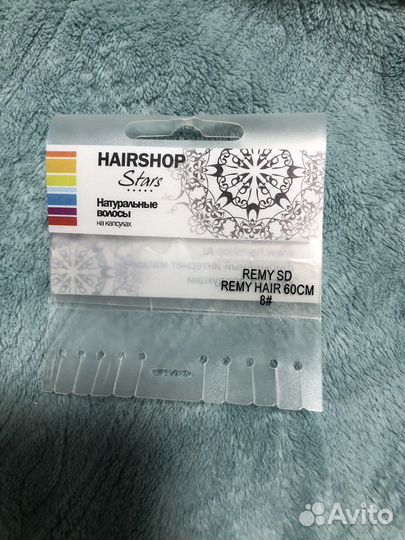 HAIRSHOP
Stars
Натуральные
волосы
на капсулах
REMY SD
REMY HAIR 60CM
8#
Avito